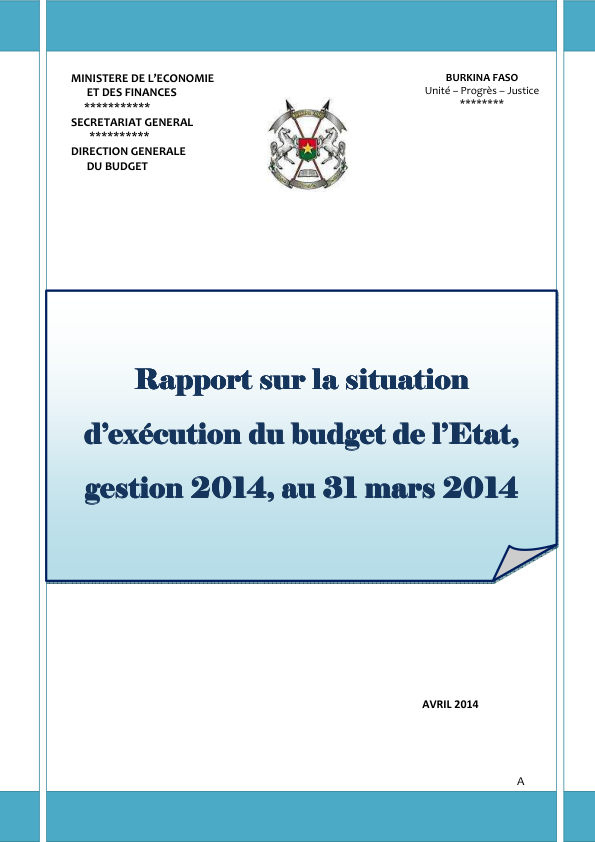 MINISTERE DE L'ECONOMIE
ET DES FINANCES
***********
SECRETARIAT GENERAL
**********
DIRECTION GENERALE
DU BUDGET
BURKINA FASO
Unité – Progrès – Justice
********
Rapport sur la situation
d'exécution du budget de l'Etat,
gestion 2014, au 31 mars 2014
AVRIL 2014
A